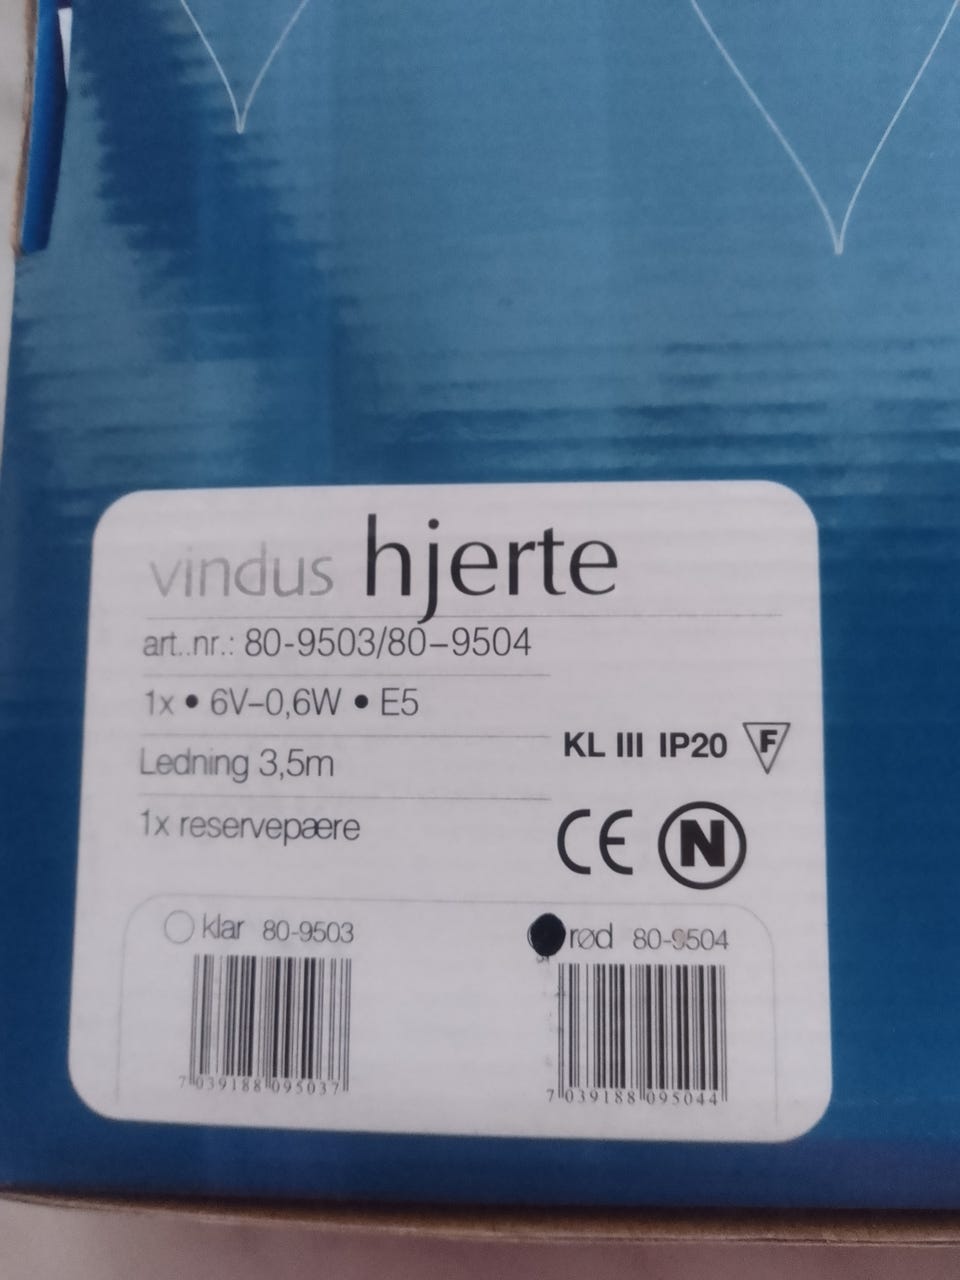 vindus hjerte
art..nr.: 80-9503/80-9504
1x • 6V-0,6W • E5
Ledning 3,5m
1x reservepære
KL III IP20 F
CE N
klar 80-9503
rød 80-9504
7 039188 095037
7 039188 095044